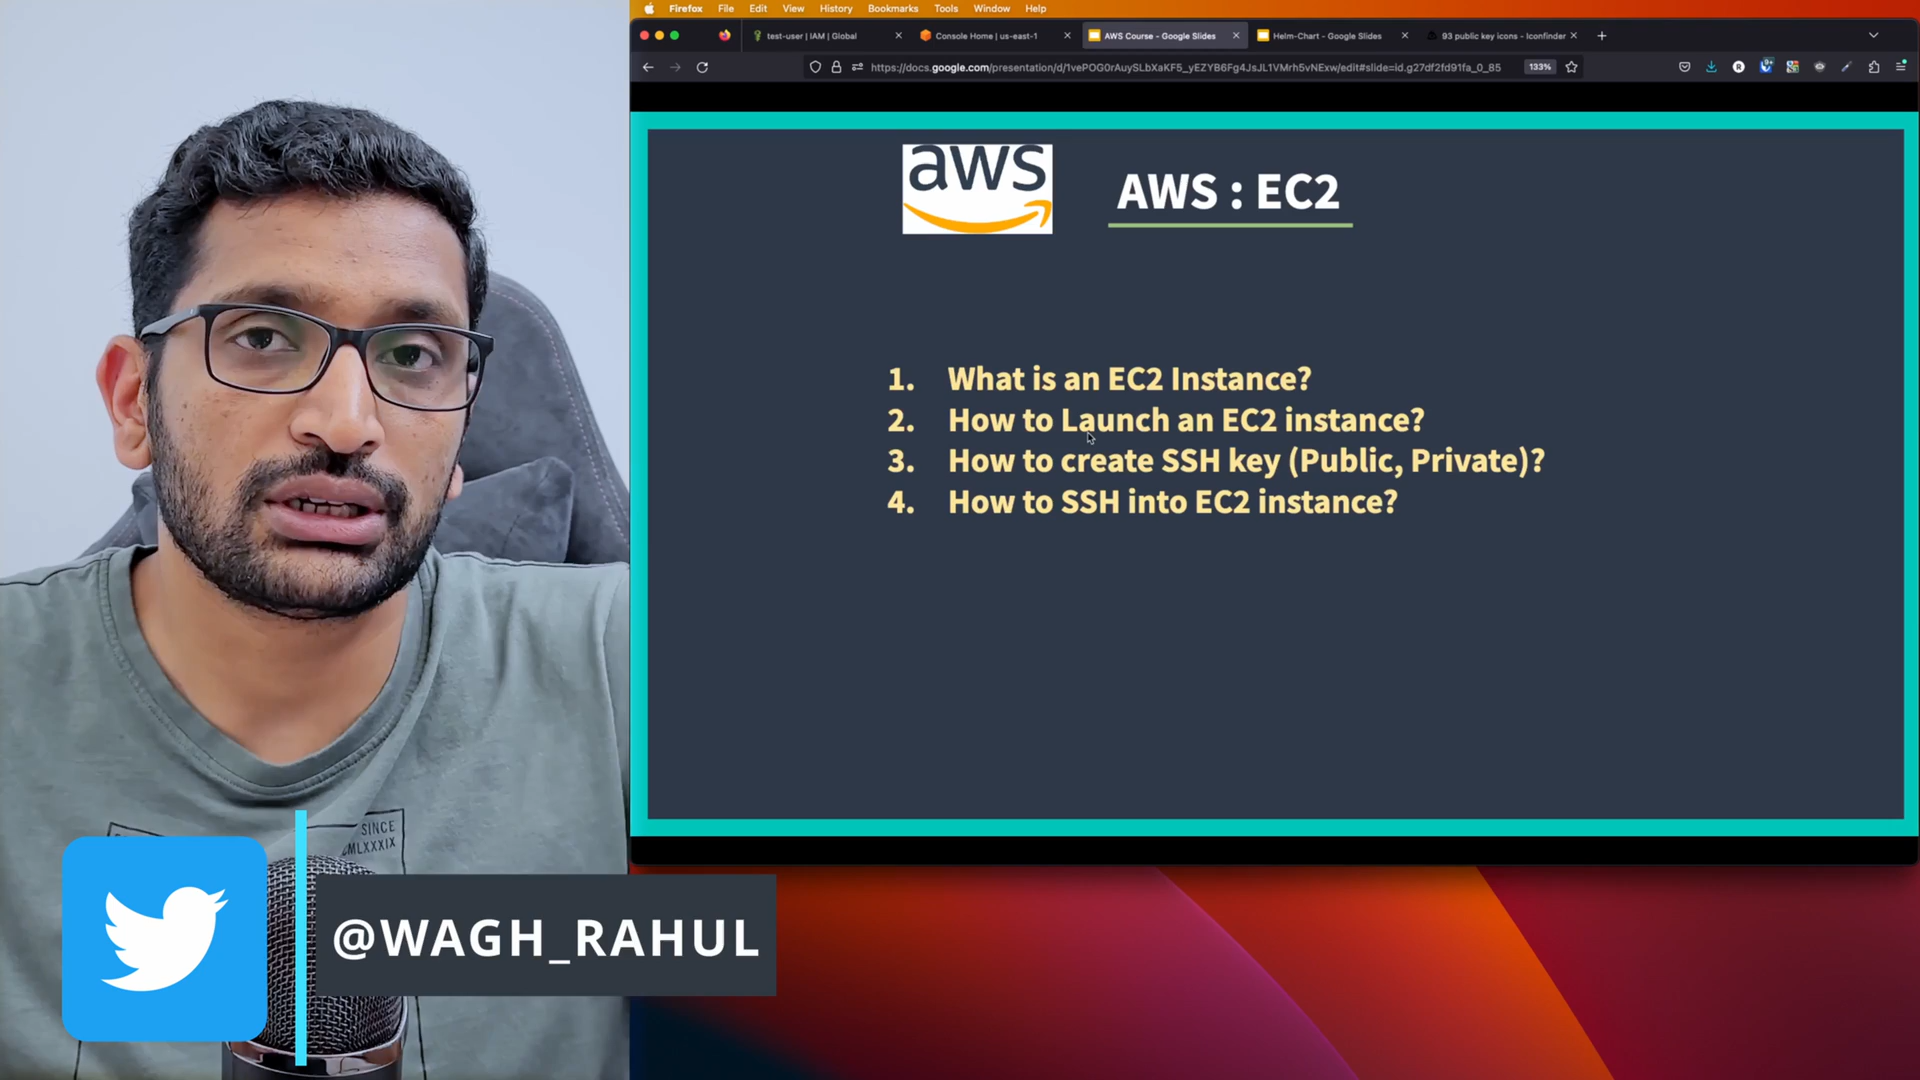 Firefox File Edit View History Bookmarks Tools Window Help
test-user | IAM | Global
Console Home | us-east-1
AWS Course - Google Slides
Helm-Chart - Google Slides
93 public key icons - Iconfinder
https://docs.google.com/presentation/d/1vePOG0rAuySLbXaKF5_yEZYB6Fg4JsJL1VMrh5vNExw/edit#slide=id.g27df2fd91fa_0_85
133%
aws
AWS : EC2
1. What is an EC2 Instance?
2. How to Launch an EC2 instance?
3. How to create SSH key (Public, Private)?
4. How to SSH into EC2 instance?
SINCE
MLXXXIX
@WAGH_RAHUL